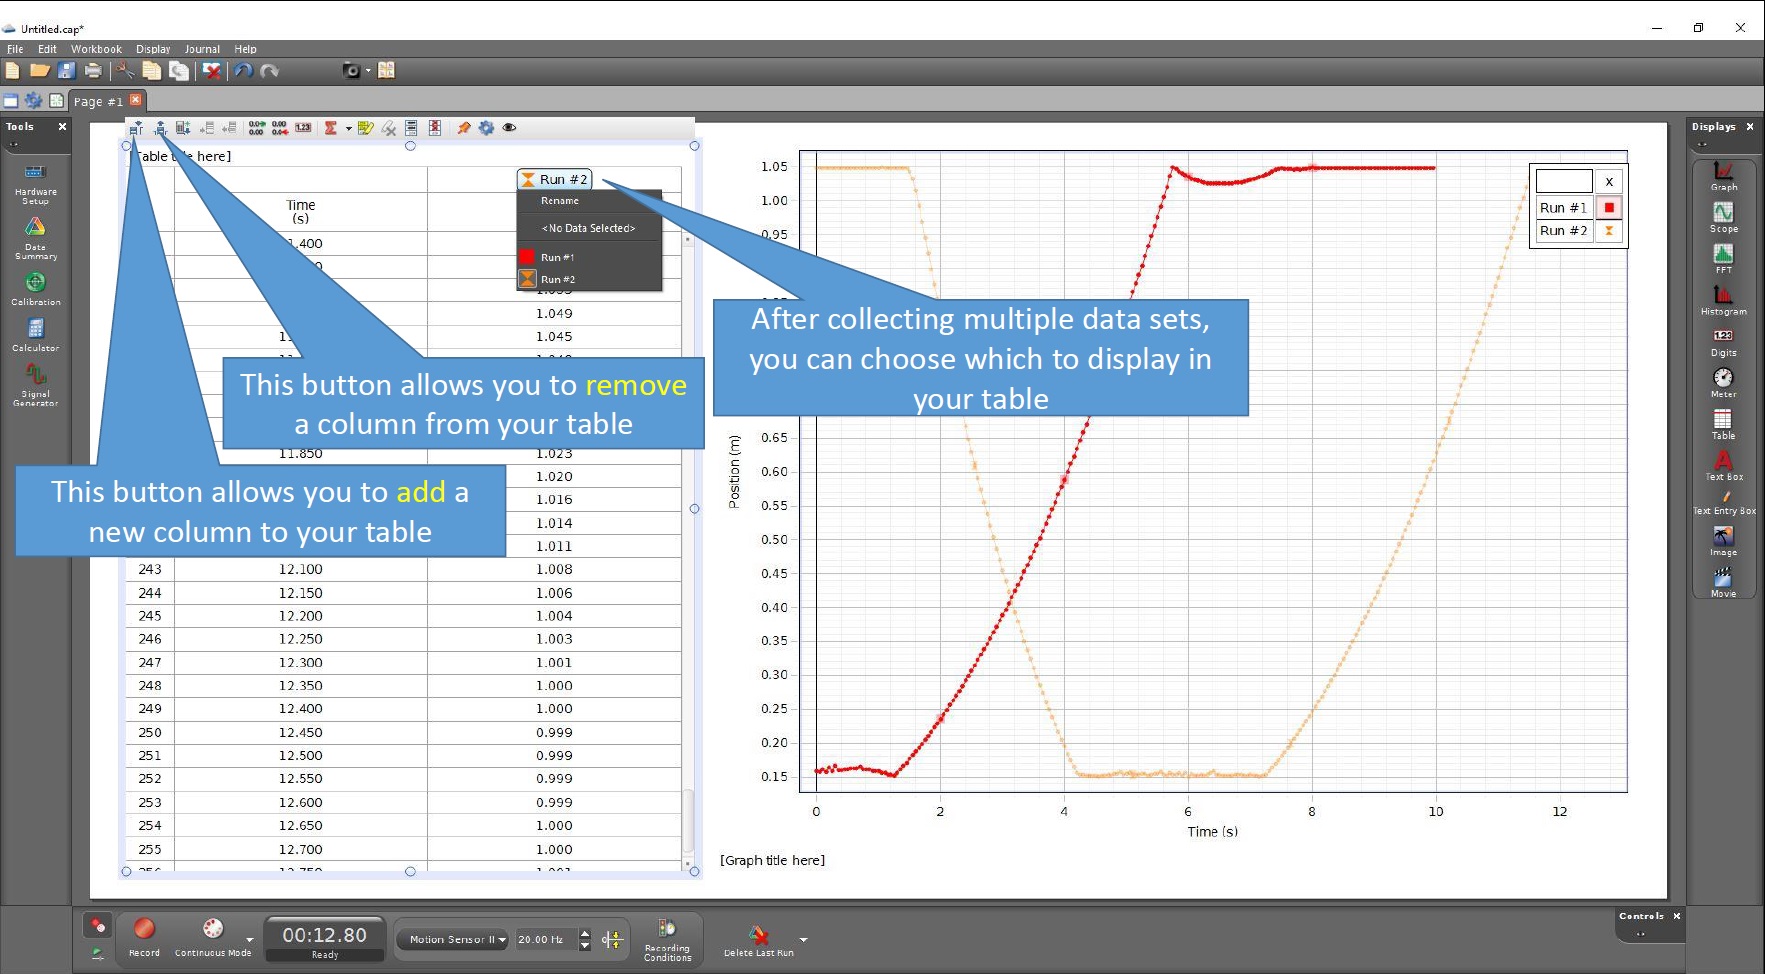 Untitled.cap*
File Edit Workbook Display Journal Help
Page #1
Tools
Hardware
Setup
Data
Summary
Calibration
Calculator
Signal
Generator
[Table title here]
Time
(s)
Run #2
Rename
<No Data Selected>
Run #1
Run #2
1.049
1.045
This button allows you to remove
a column from your table
11.850 1.023
1.020
1.016
1.014
1.011
This button allows you to add a
new column to your table
243 12.100 1.008
244 12.150 1.006
245 12.200 1.004
246 12.250 1.003
247 12.300 1.001
248 12.350 1.000
249 12.400 1.000
250 12.450 0.999
251 12.500 0.999
252 12.550 0.999
253 12.600 0.999
254 12.650 1.000
255 12.700 1.000
After collecting multiple data sets,
you can choose which to display in
your table
1.05
1.00
0.95
0.65
0.60
0.55
0.50
0.45
0.40
0.35
0.30
0.25
0.20
0.15
Position (m)
0 2 4 6 8 10 12
Time (s)
[Graph title here]
x
Run #1
Run #2
Displays
Graph
Scope
FFT
Histogram
1.23
Digits
Meter
Table
Text Box
Text Entry Box
Image
Movie
Record
Continuous Mode
00:12.80
Ready
Motion Sensor II
20.00 Hz
Recording
Conditions
Delete Last Run
Controls